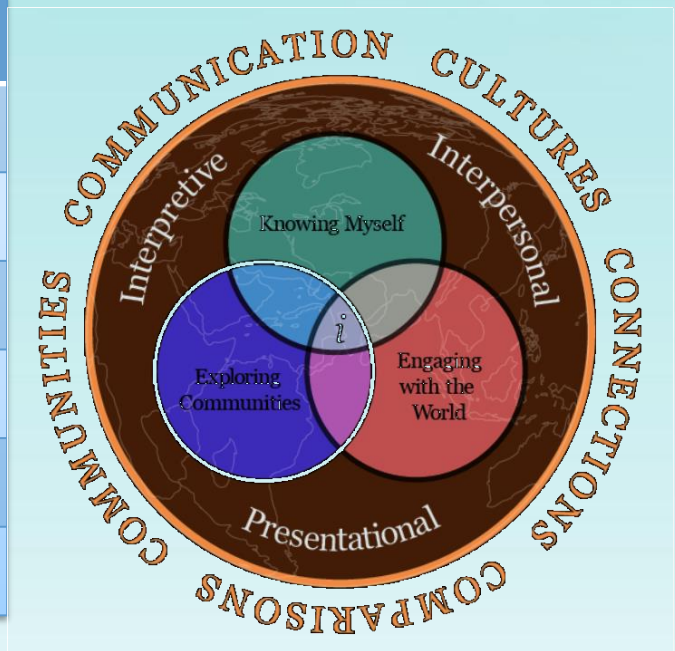 COMMUNICATION
CULTURES
CONNECTIONS
COMPARISONS
COMMUNITIES
Interpretive
Interpersonal
Presentational
Knowing Myself
Exploring
Communities
Engaging
with the
World
i